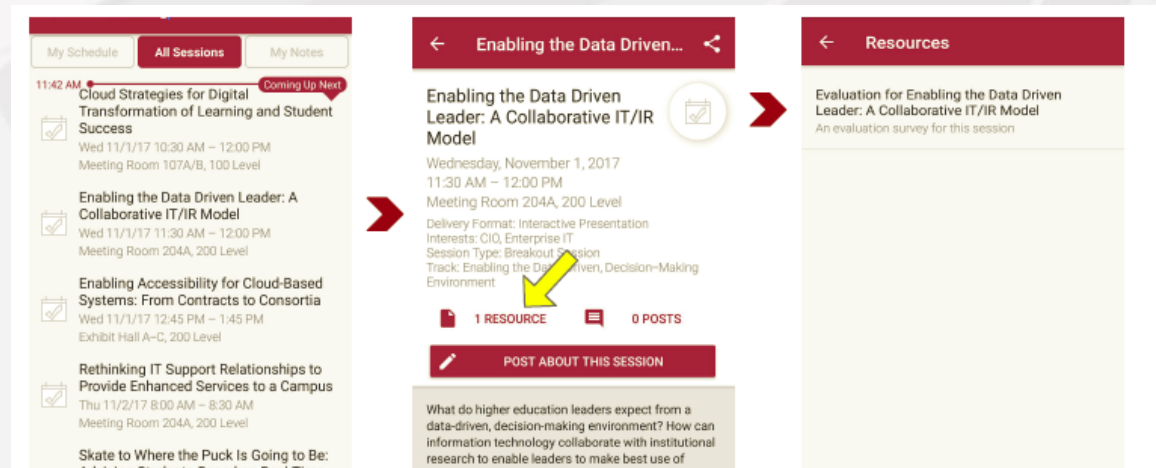 My Schedule
All Sessions
My Notes
11:42 AM
Coming Up Next
Cloud Strategies for Digital
Transformation of Learning and Student
Success
Wed 11/1/17 10:30 AM – 12:00 PM
Meeting Room 107A/B, 100 Level
Enabling the Data Driven Leader: A
Collaborative IT/IR Model
Wed 11/1/17 11:30 AM – 12:00 PM
Meeting Room 204A, 200 Level
Enabling Accessibility for Cloud-Based
Systems: From Contracts to Consortia
Wed 11/1/17 12:45 PM – 1:45 PM
Exhibit Hall A–C, 200 Level
Rethinking IT Support Relationships to
Provide Enhanced Services to a Campus
Thu 11/2/17 8:00 AM – 8:30 AM
Meeting Room 204A, 200 Level
Skate to Where the Puck Is Going to Be:
Enabling the Data Driven...
Enabling the Data Driven
Leader: A Collaborative IT/IR
Model
Wednesday, November 1, 2017
11:30 AM – 12:00 PM
Meeting Room 204A, 200 Level
Delivery Format: Interactive Presentation
Interests: CIO, Enterprise IT
Session Type: Breakout Session
Track: Enabling the Data Driven, Decision–Making
Environment
1 RESOURCE
0 POSTS
POST ABOUT THIS SESSION
What do higher education leaders expect from a
data-driven, decision-making environment? How can
information technology collaborate with institutional
research to enable leaders to make best use of
Resources
Evaluation for Enabling the Data Driven
Leader: A Collaborative IT/IR Model
An evaluation survey for this session